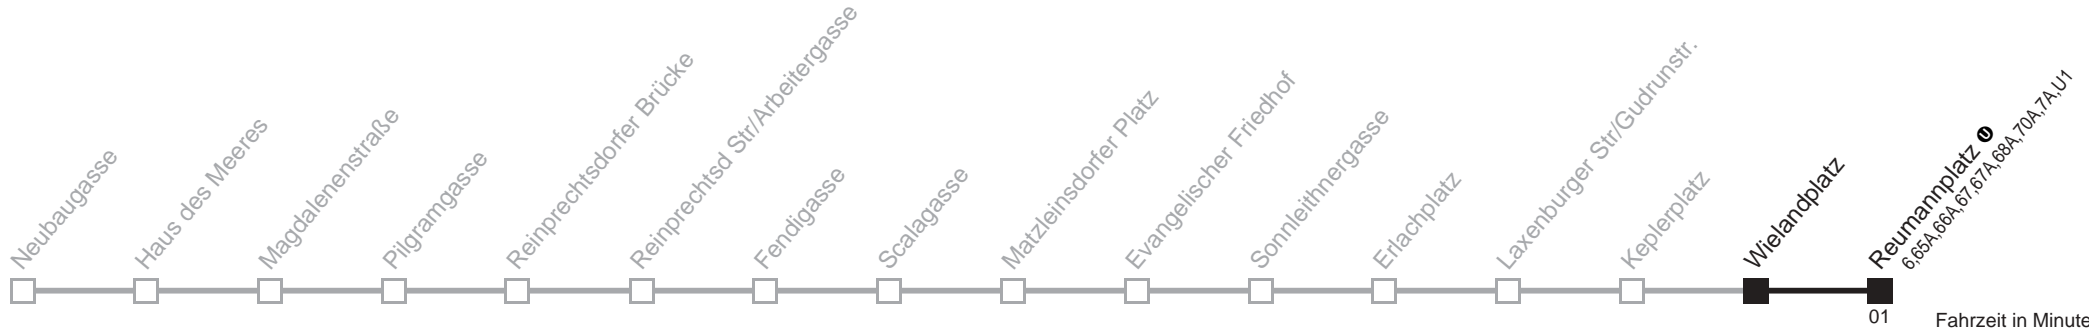 Neubaugasse
Haus des Meeres
Magdalenenstraße
Pilgramgasse
Reinprechtsdorfer Brücke
Reinprechtsd Str/Arbeitergasse
Fendigasse
Scalagasse
Matzleinsdorfer Platz
Evangelischer Friedhof
Sonnleithnergasse
Erlachplatz
Laxenburger Str/Gudrunstr.
Keplerplatz
Wielandplatz
Reumannplatz U
6,65A,66A,67,67A,68A,70A,7A,U1
01
Fahrzeit in Minute